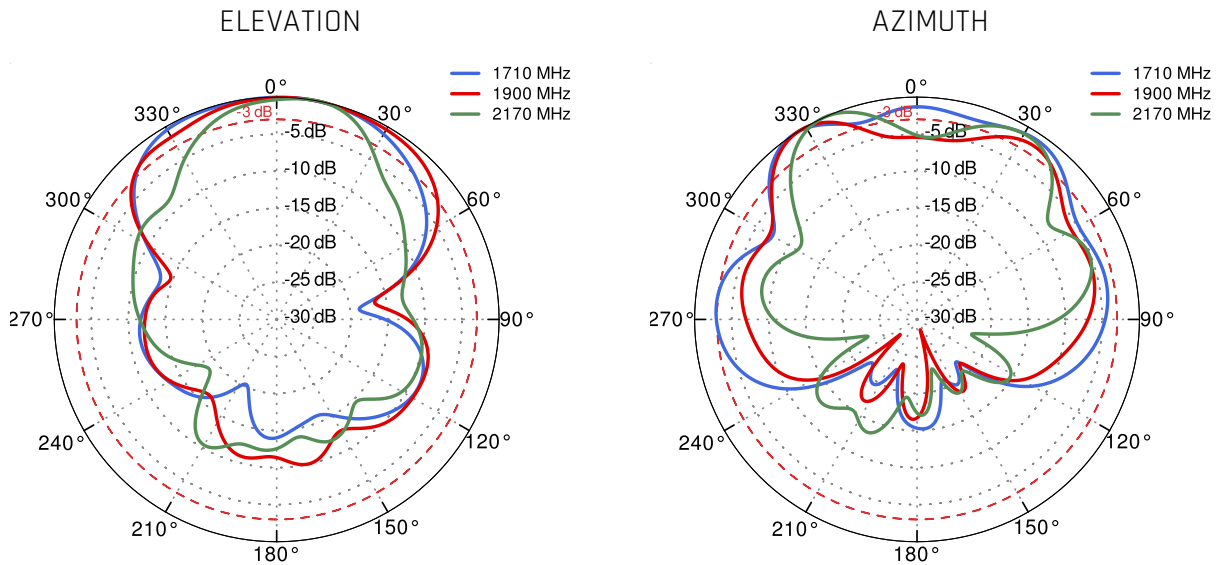 ELEVATION
1710 MHz
1900 MHz
2170 MHz
0°
30°
60°
90°
120°
150°
180°
210°
240°
270°
300°
330°
-3 dB
-5 dB
-10 dB
-15 dB
-20 dB
-25 dB
-30 dB
AZIMUTH
1710 MHz
1900 MHz
2170 MHz
0°
30°
60°
90°
120°
150°
180°
210°
240°
270°
300°
330°
-3 dB
-5 dB
-10 dB
-15 dB
-20 dB
-25 dB
-30 dB